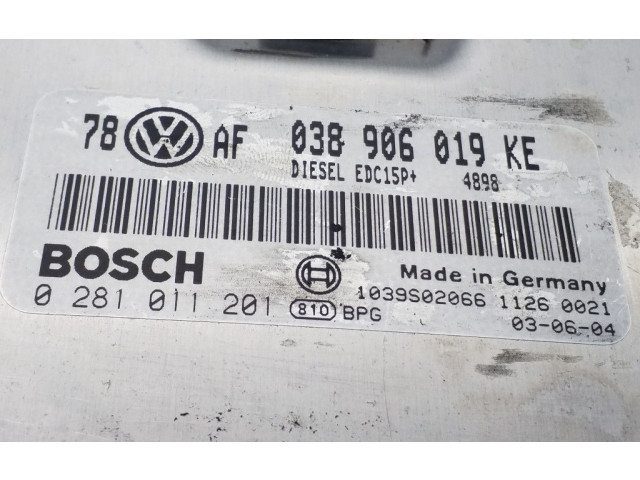 78 VW AF 038 906 019 KE
DIESEL EDC15P+ 4898
BOSCH
Made in Germany
0 281 011 201 810 BPG
1039S02066 1126 0021
03-06-04